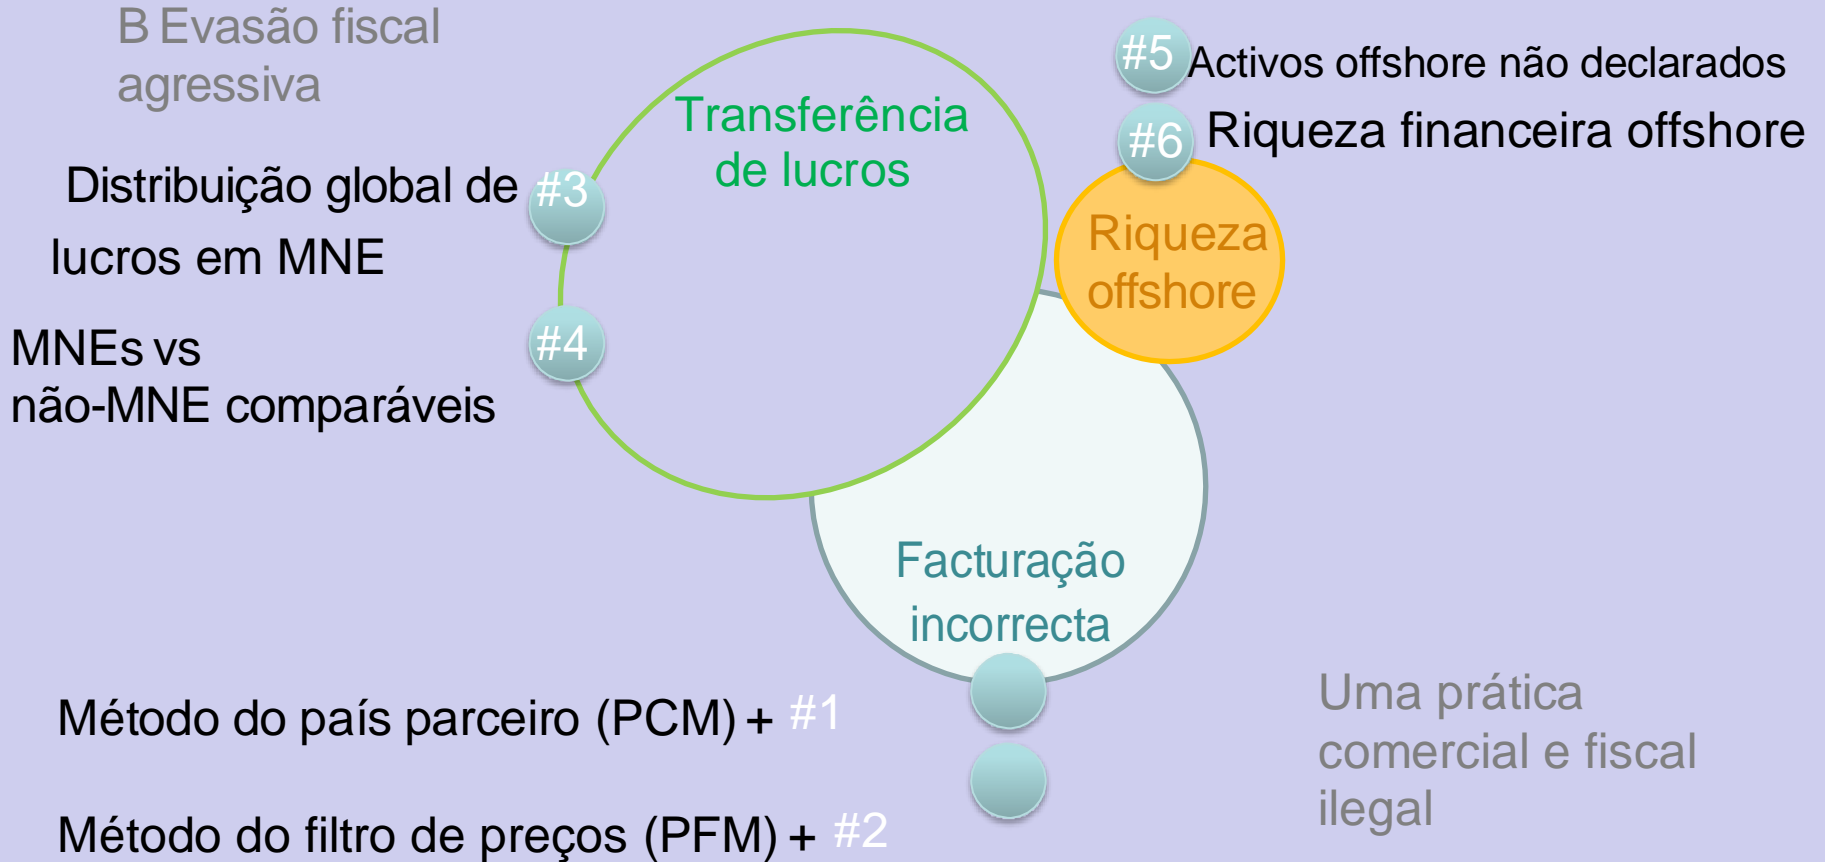 B Evasão fiscal
agressiva
Transferência
de lucros
#5 Activos offshore não declarados
#6 Riqueza financeira offshore
Distribuição global de #3
lucros em MNE
Riqueza
offshore
MNEs vs #4
não-MNE comparáveis
Facturação
incorrecta
Método do país parceiro (PCM) + #1
Método do filtro de preços (PFM) + #2
Uma prática
comercial e fiscal
ilegal